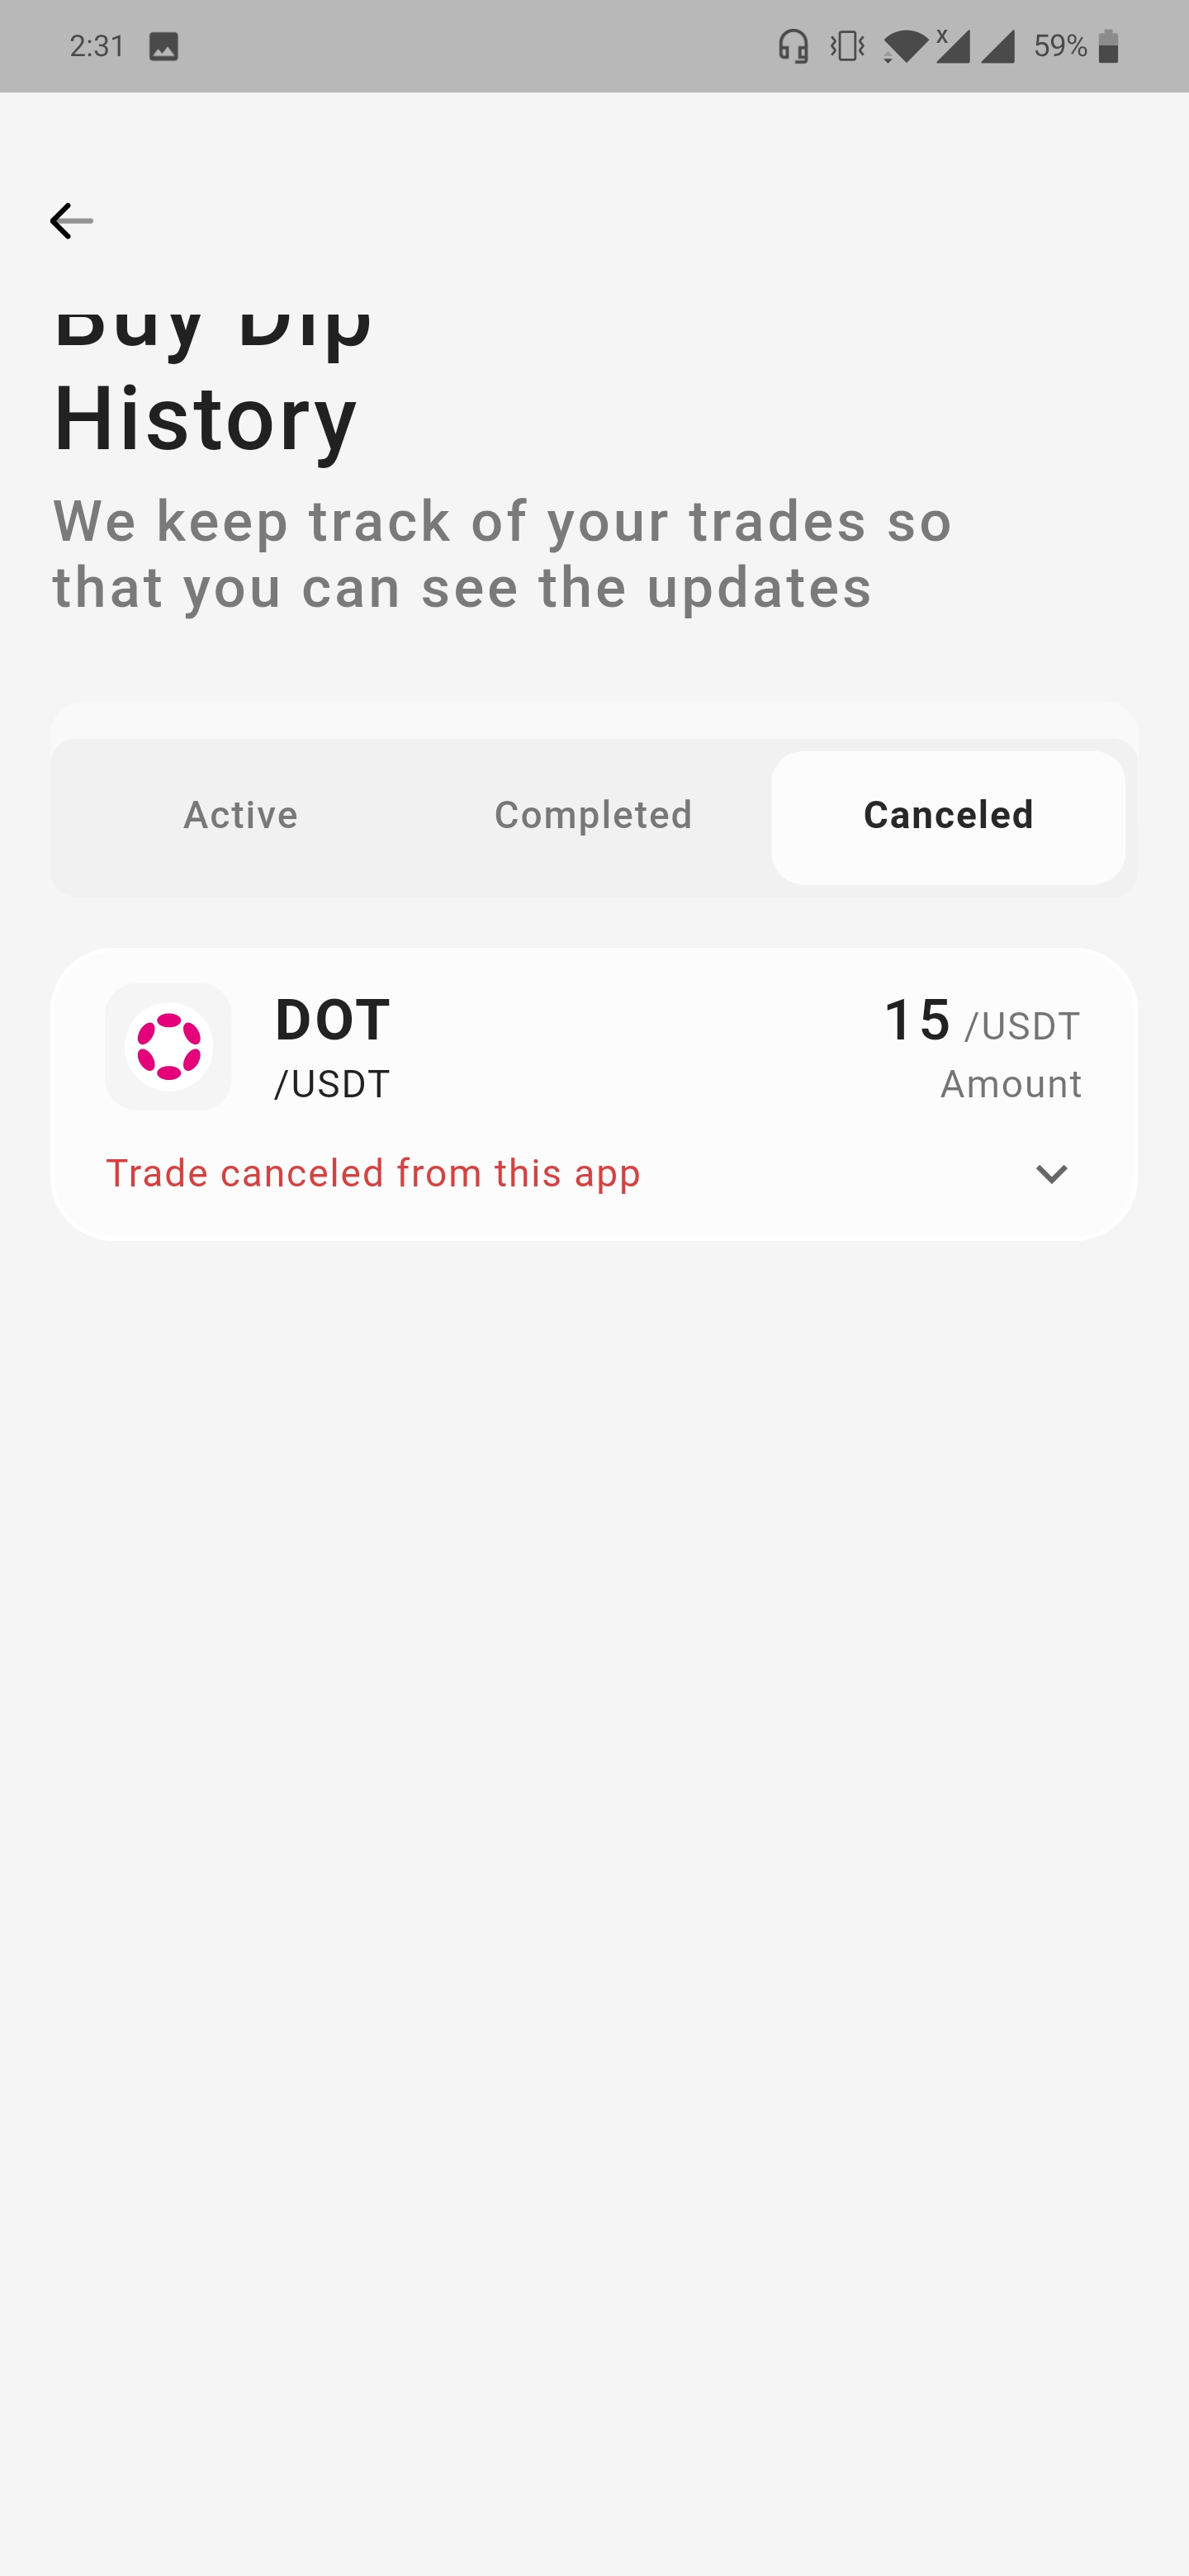 2:31
x
59%
Buy Dip
History
We keep track of your trades so
that you can see the updates
Active Completed Canceled
DOT
15 /USDT
/USDT
Amount
Trade canceled from this app